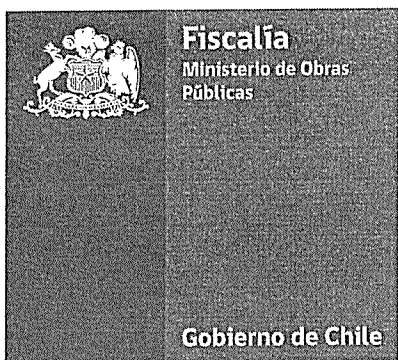 Fiscalía
Ministerio de Obras
Públicas
Gobierno de Chile